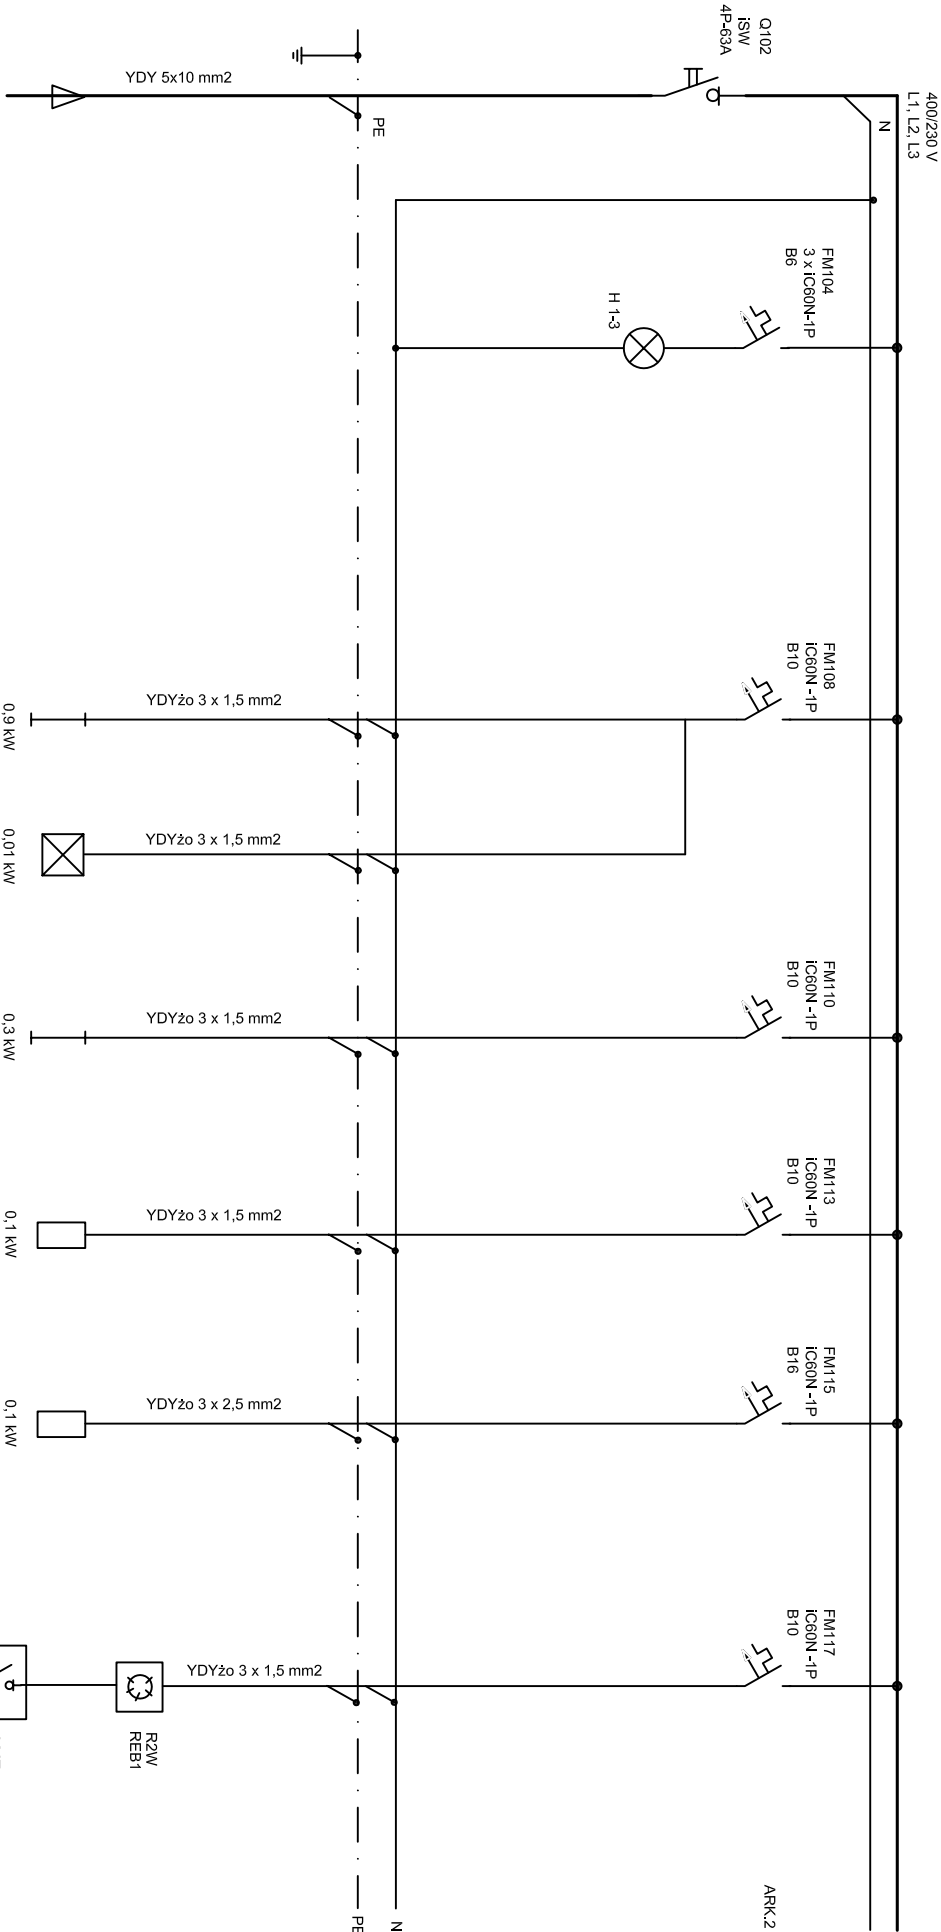 400/230 V
L1, L2, L3
N
Q102
iSW
4P-63A
YDY 5x10 mm2
PE
FM104
3 x iC60N-1P
B6
H 1-3
FM108
iC60N -1P
B10
YDYżo 3 x 1,5 mm2
0,9 kW
YDYżo 3 x 1,5 mm2
0,01 kW
FM110
iC60N -1P
B10
YDYżo 3 x 1,5 mm2
0,3 kW
FM113
iC60N -1P
B10
YDYżo 3 x 1,5 mm2
0,1 kW
FM115
iC60N -1P
B16
YDYżo 3 x 2,5 mm2
0,1 kW
FM117
iC60N -1P
B10
YDYżo 3 x 1,5 mm2
R2W
REB1
ARK.2
N
PE